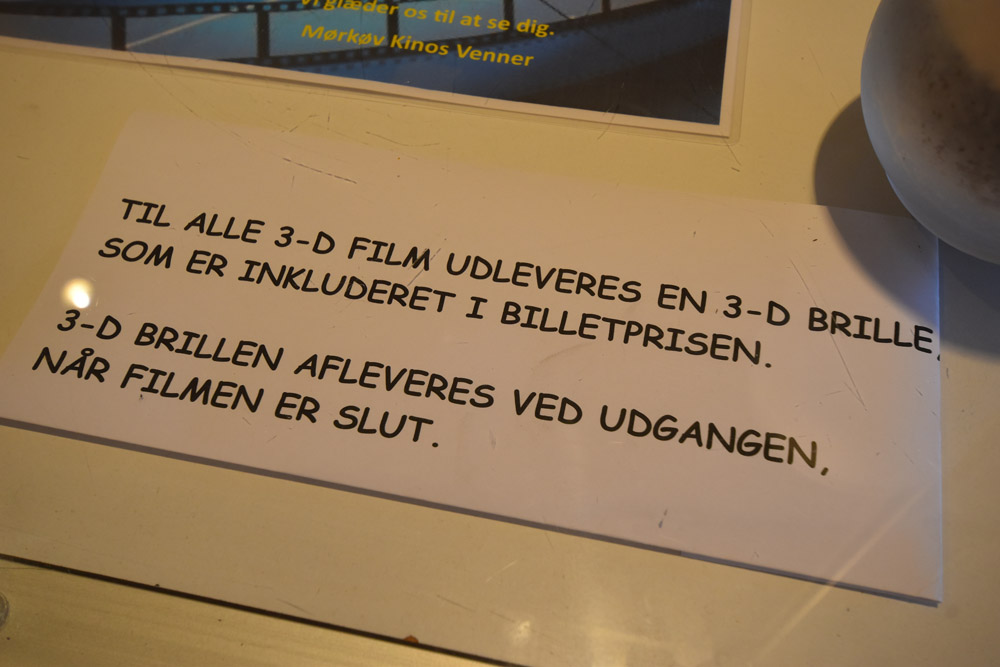 Vi glæder os til at se dig.
Mørkøv Kinos Venner
TIL ALLE 3-D FILM UDLEVERES EN 3-D BRILLE,
SOM ER INKLUDERET I BILLETPRISEN.
3-D BRILLEN AFLEVERES VED UDGANGEN,
NÅR FILMEN ER SLUT.